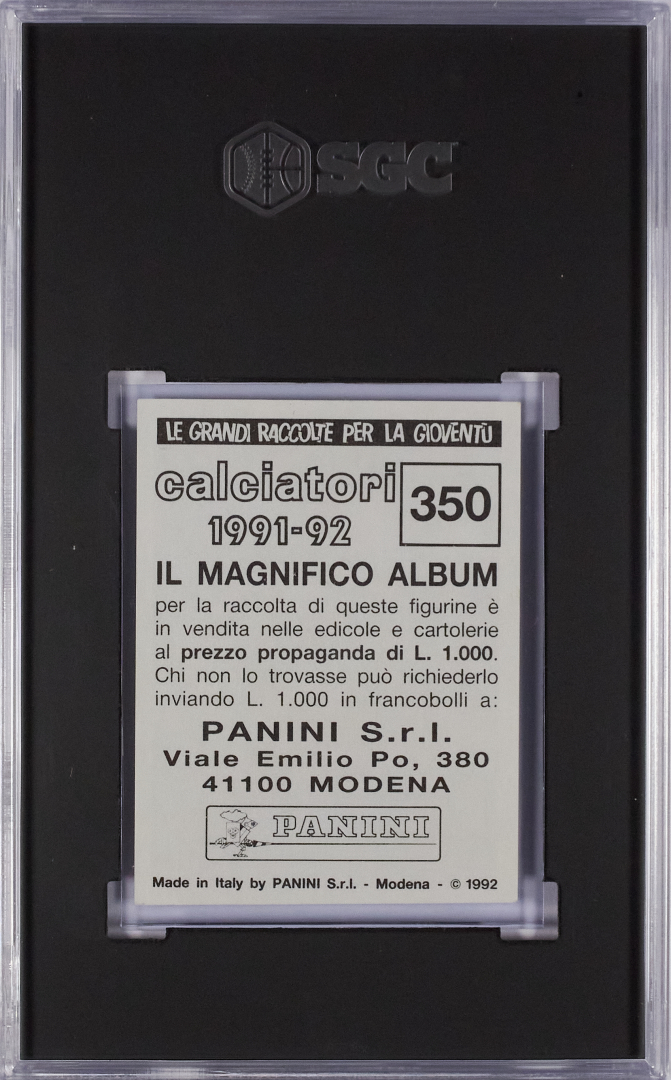 SGC
LE GRANDI RACCOLTE PER LA GIOVENTÙ
calciatori
1991-92
350
IL MAGNIFICO ALBUM
per la raccolta di queste figurine è
in vendita nelle edicole e cartolerie
al prezzo propaganda di L. 1.000.
Chi non lo trovasse può richiederlo
inviando L. 1.000 in francobolli a:
PANINI S.r.l.
Viale Emilio Po, 380
41100 MODENA
PANINI
Made in Italy by PANINI S.r.l. - Modena - © 1992